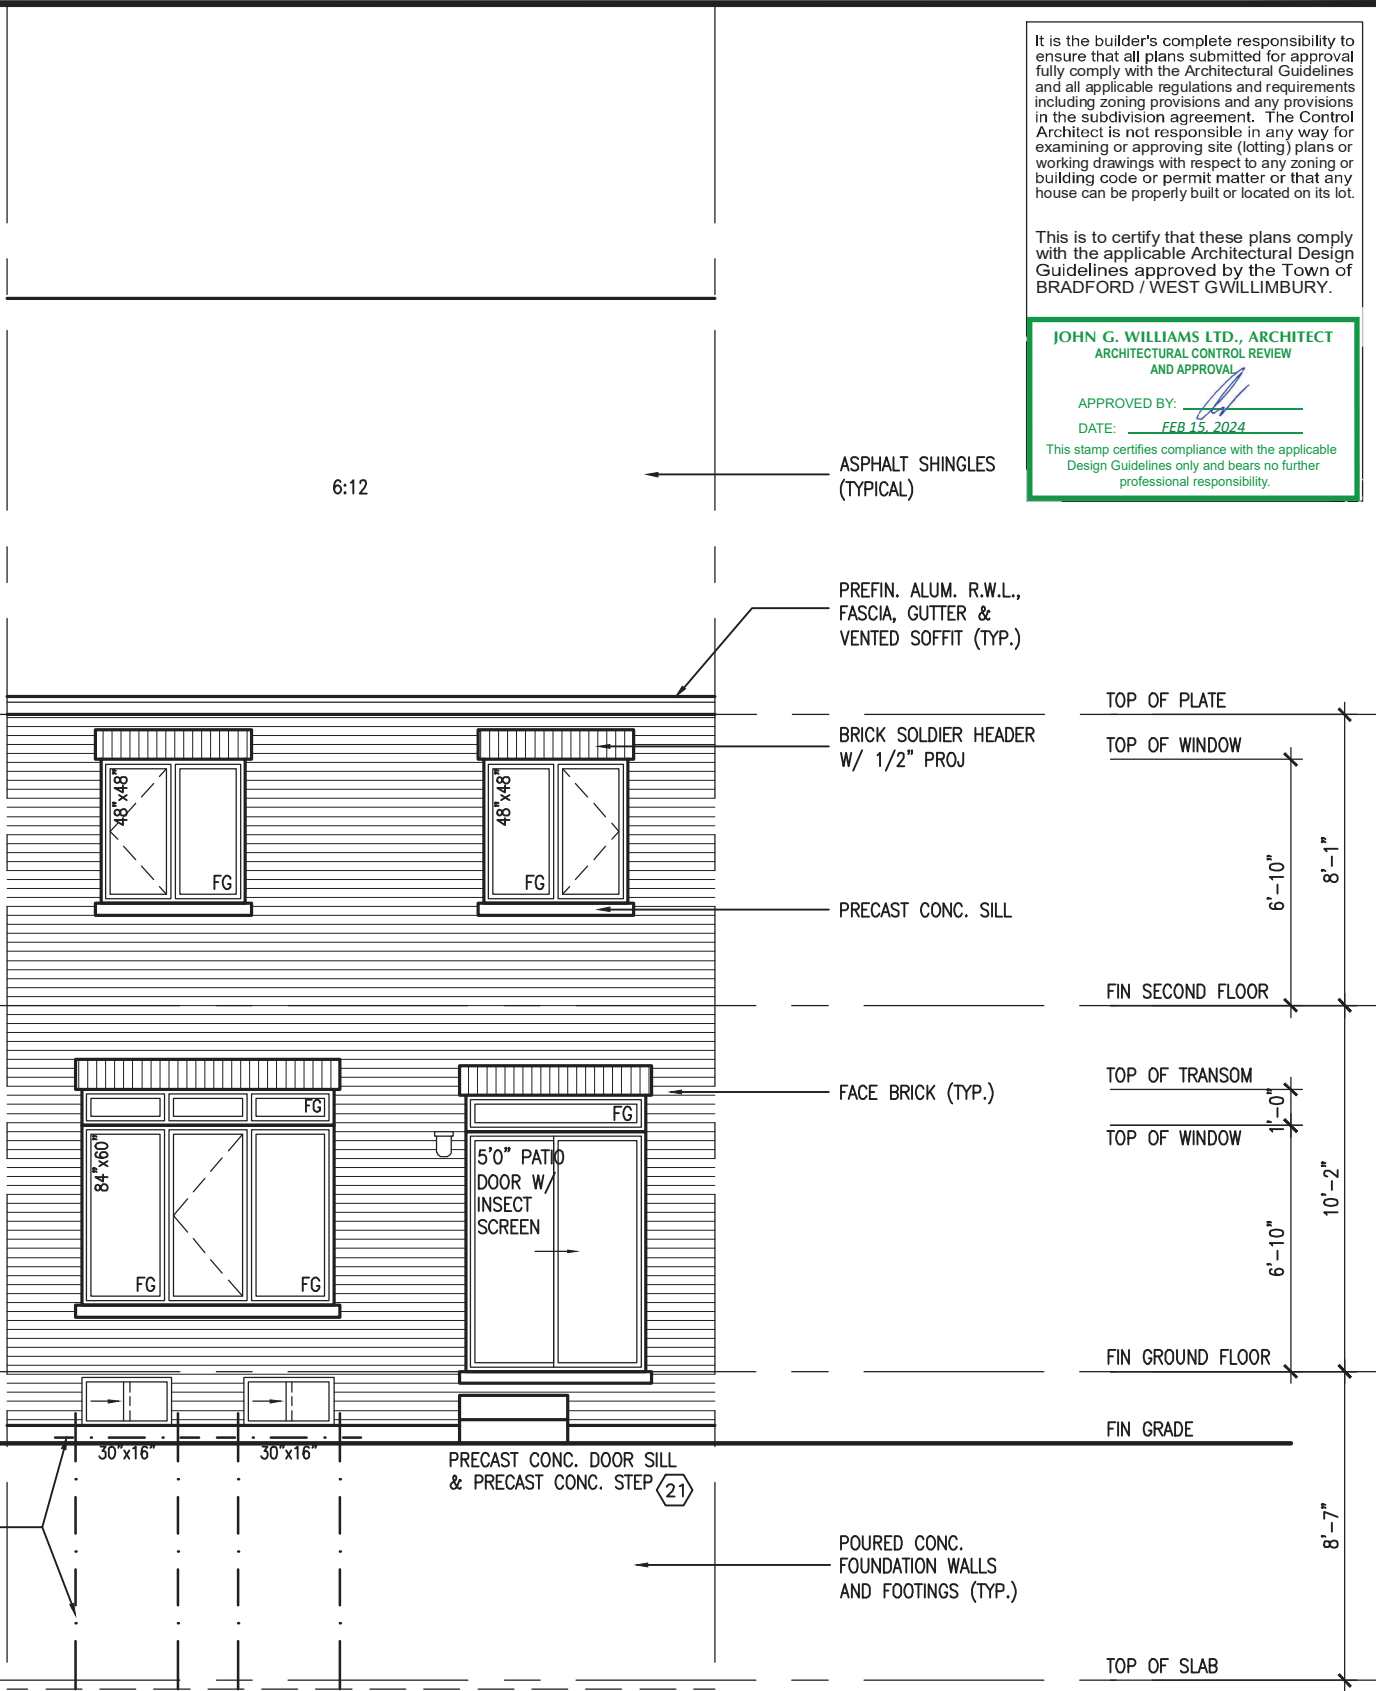 It is the builder's complete responsibility to
ensure that all plans submitted for approval
fully comply with the Architectural Guidelines
and all applicable regulations and requirements
including zoning provisions and any provisions
in the subdivision agreement. The Control
Architect is not responsible in any way for
examining or approving site (lotting) plans or
working drawings with respect to any zoning or
building code or permit matter or that any
house can be properly built or located on its lot.
This is to certify that these plans comply
with the applicable Architectural Design
Guidelines approved by the Town of
BRADFORD / WEST GWILLIMBURY.
JOHN G. WILLIAMS LTD., ARCHITECT
ARCHITECTURAL CONTROL REVIEW
AND APPROVAL
APPROVED BY:
DATE: FEB 15, 2024
This stamp certifies compliance with the applicable
Design Guidelines only and bears no further
professional responsibility.
6:12
ASPHALT SHINGLES
(TYPICAL)
PREFIN. ALUM. R.W.L.,
FASCIA, GUTTER &
VENTED SOFFIT (TYP.)
TOP OF PLATE
BRICK SOLDIER HEADER
W/ 1/2" PROJ
TOP OF WINDOW
48"x48"
FG
48"x48"
FG
6'-10"
8'-1"
PRECAST CONC. SILL
FIN SECOND FLOOR
TOP OF TRANSOM
1'-0"
FACE BRICK (TYP.)
TOP OF WINDOW
FG
FG
84"x60"
5'0" PATIO
DOOR W/
INSECT
SCREEN
FG
FG
6'-10"
10'-2"
FIN GROUND FLOOR
FIN GRADE
30"x16"
30"x16"
PRECAST CONC. DOOR SILL
& PRECAST CONC. STEP
21
POURED CONC.
FOUNDATION WALLS
AND FOOTINGS (TYP.)
8'-7"
TOP OF SLAB